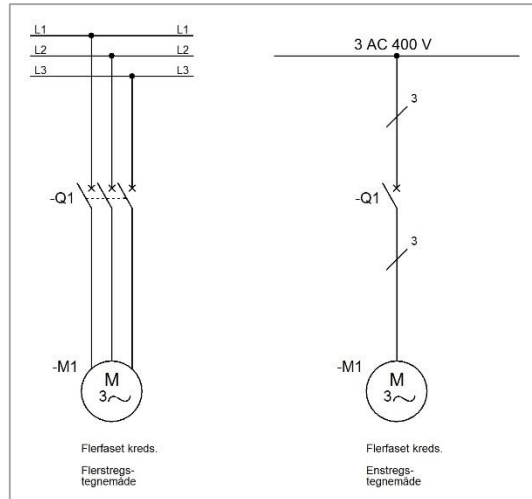 L1 L1
L2 L2
L3 L3
-Q1
-M1
M
3~
Flerfaset kreds.
Flerstregs-
tegnemåde
3 AC 400 V
3
-Q1
3
-M1
M
3~
Flerfaset kreds.
Enstregs-
tegnemåde